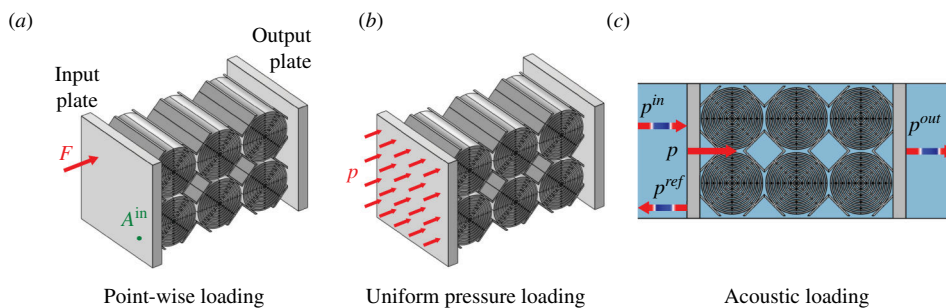 (a)
Input
plate
Output
plate
F
A^in
Point-wise loading
(b)
p
Uniform pressure loading
(c)
p^in
p
p^ref
p^out
Acoustic loading